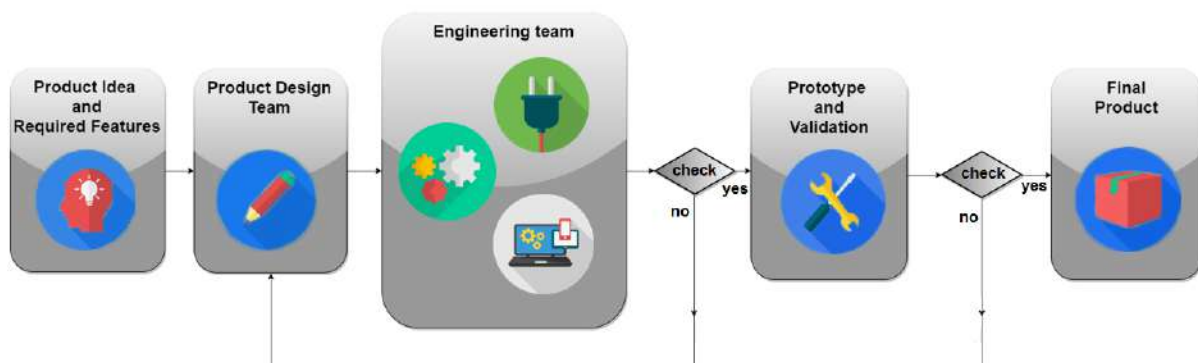 Product Idea
and
Required Features
Product Design
Team
Engineering team
check
yes
no
Prototype
and
Validation
check
yes
no
Final
Product